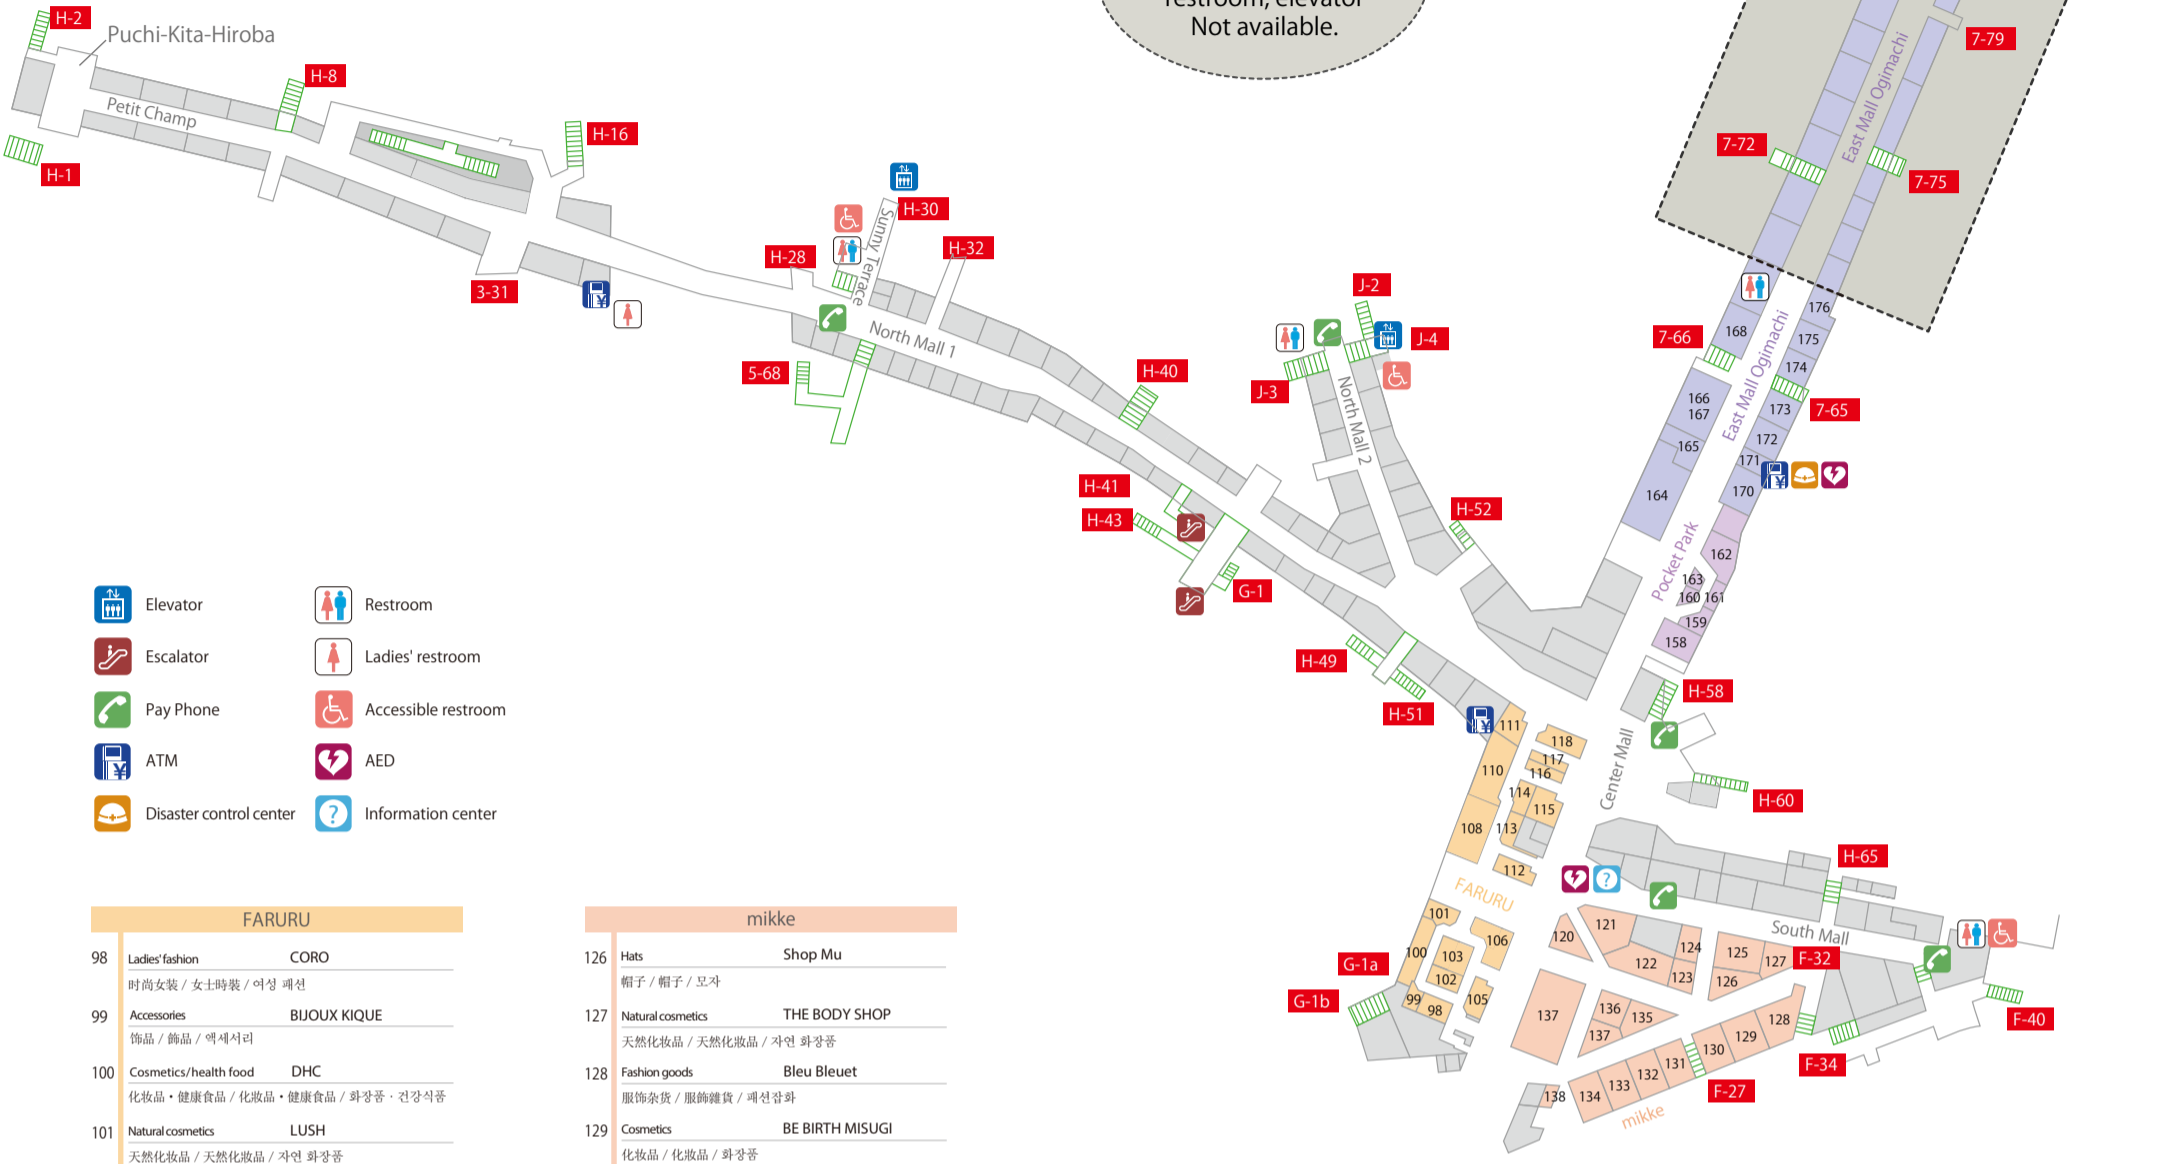 restroom, elevator
Not available.
H-2
Puchi-Kita-Hiroba
H-8
Petit Champ
H-1
H-16
3-31
H-28
H-30
Sunny Terrace
H-32
North Mall 1
5-68
H-40
H-41
H-43
G-1
H-49
H-51
J-2
J-3
J-4
North Mall 2
H-52
7-79
East Mall Ogimachi
7-72
7-75
7-66
7-65
East Mall Ogimachi
176
168
175
174
166
167
173
172
165
171
170
164
Pocket Park
162
163
160
161
159
158
H-58
Center Mall
H-60
H-65
111
118
117
110
116
114
115
108
113
112
FARURU
101
106
100
103
102
99
98
105
G-1a
G-1b
South Mall
120
121
124
122
123
125
127
126
F-32
137
136
135
137
128
129
130
131
132
133
134
138
mikke
F-27
F-34
F-40
Elevator
Restroom
Escalator
Ladies' restroom
Pay Phone
Accessible restroom
ATM
AED
Disaster control center
Information center
FARURU
98 Ladies' fashion CORO
时尚女装 / 女士時裝 / 여성 패션
99 Accessories BIJOUX KIQUE
饰品 / 飾品 / 액세서리
100 Cosmetics/health food DHC
化妆品・健康食品 / 化妝品・健康食品 / 화장품 · 건강식품
101 Natural cosmetics LUSH
天然化妆品 / 天然化妝品 / 자연 화장품
mikke
126 Hats Shop Mu
帽子 / 帽子 / 모자
127 Natural cosmetics THE BODY SHOP
天然化妆品 / 天然化妝品 / 자연 화장품
128 Fashion goods Bleu Bleuet
服饰杂货 / 服飾雜貨 / 패션잡화
129 Cosmetics BE BIRTH MISUGI
化妆品 / 化妝品 / 화장품